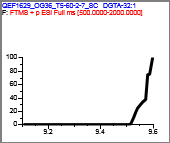 QEF1629_OG36_T5-60-2-7_SC DGTA-32:1
F: FTMS + p ESI Full ms [500.0000-2000.0000]
100
80
60
40
20
0
9.2 9.4 9.6